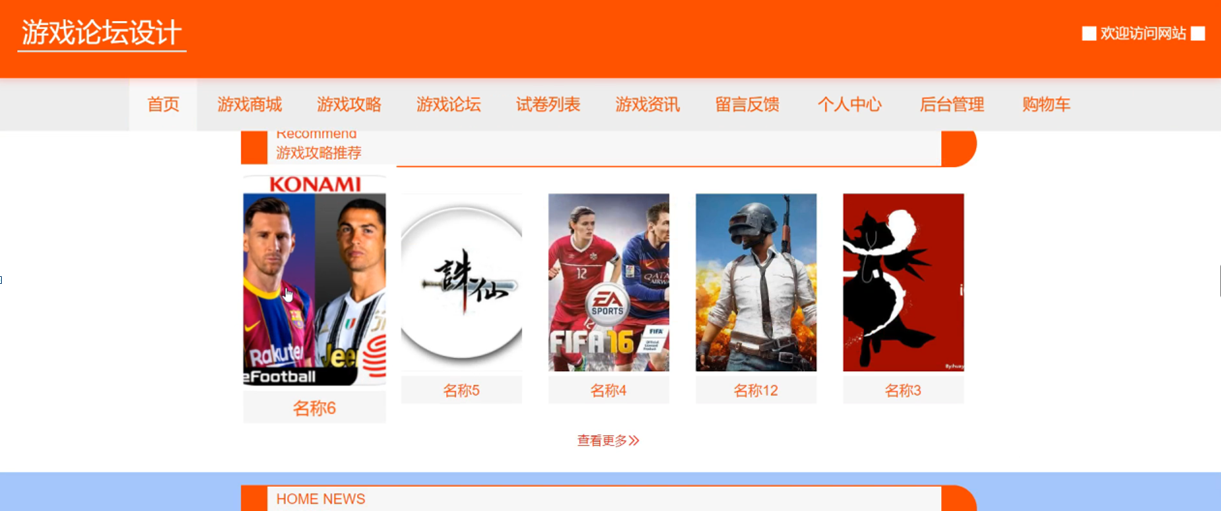 游戏论坛设计
欢迎访问网站
首页 游戏商城 游戏攻略 游戏论坛 试卷列表 游戏资讯 留言反馈 个人中心 后台管理 购物车
Recommend
游戏攻略推荐
KONAMI
Rakuten
Jeep
eFootball
誅仙
12
QATAR
AIRWAYS
EA
SPORTS
FIFA 16
FIFA
名称6
名称5
名称4
名称12
名称3
查看更多
HOME NEWS